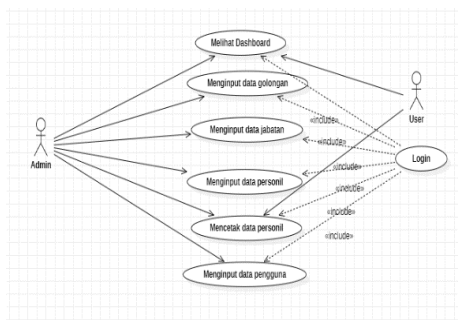 Melihat Dashboard
Menginput data golongan
User
«include»
Menginput data jabatan
«include»
Admin
Login
«include»
Menginput data personil
«include»
«include»
Mencetak data personil
«include»
Menginput data pengguna